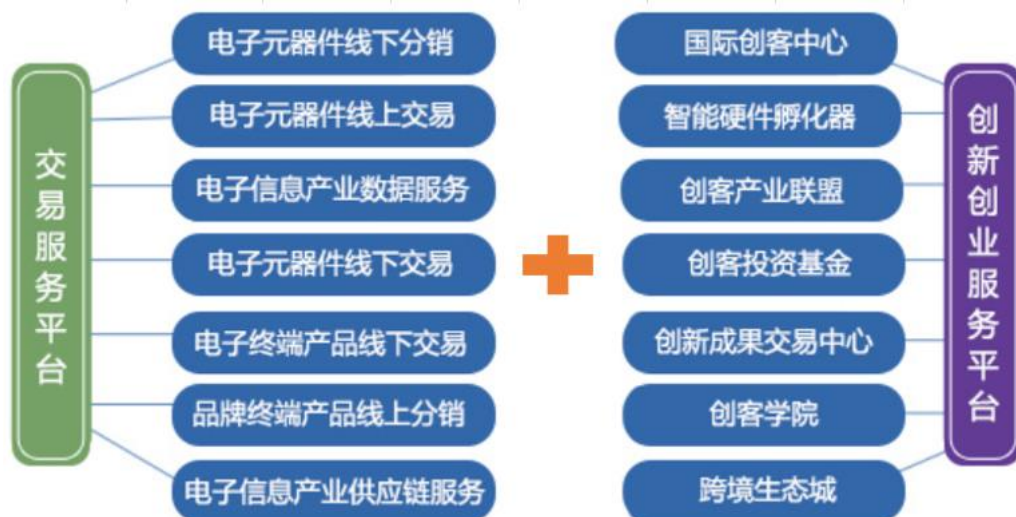 交易服务平台
电子元器件线下分销
电子元器件线上交易
电子信息产业数据服务
电子元器件线下交易
电子终端产品线下交易
品牌终端产品线上分销
电子信息产业供应链服务
国际创客中心
智能硬件孵化器
创客产业联盟
创客投资基金
创新成果交易中心
创客学院
跨境生态城
创新创业服务平台